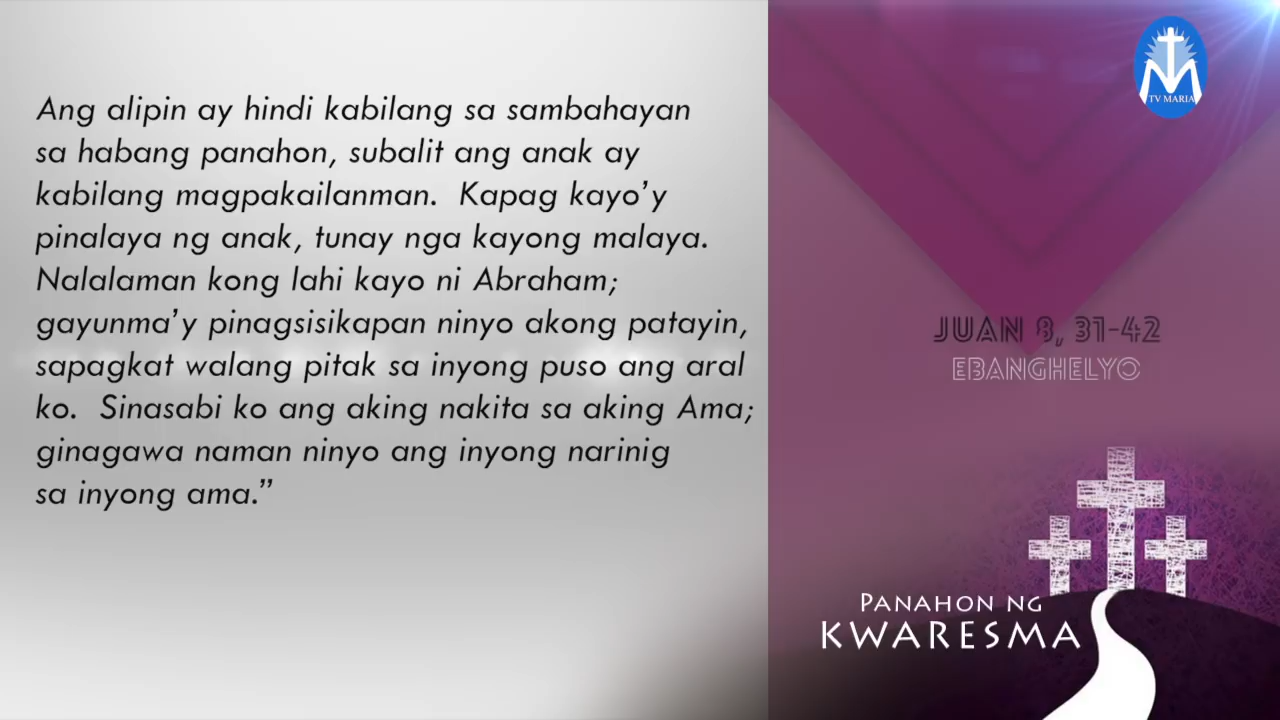 Ang alipin ay hindi kabilang sa sambahayan
sa habang panahon, subalit ang anak ay
kabilang magpakailanman.  Kapag kayo’y
pinalaya ng anak, tunay nga kayong malaya.
Nalalaman kong lahi kayo ni Abraham;
gayunma’y pinagsisikapan ninyo akong patayin,
sapagkat walang pitak sa inyong puso ang aral
ko.  Sinasabi ko ang aking nakita sa aking Ama;
ginagawa naman ninyo ang inyong narinig
sa inyong ama.”
TV MARIA
JUAN 8, 31-42
EBANGHELYO
PANAHON NG
KWARESMA